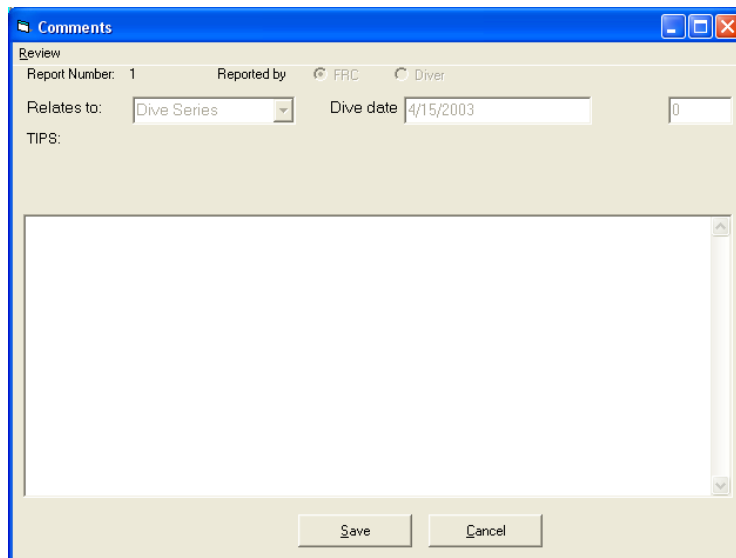 Comments
Review
Report Number: 1 Reported by FRC Diver
Relates to: Dive Series Dive date 4/15/2003 0
TIPS:
Save Cancel